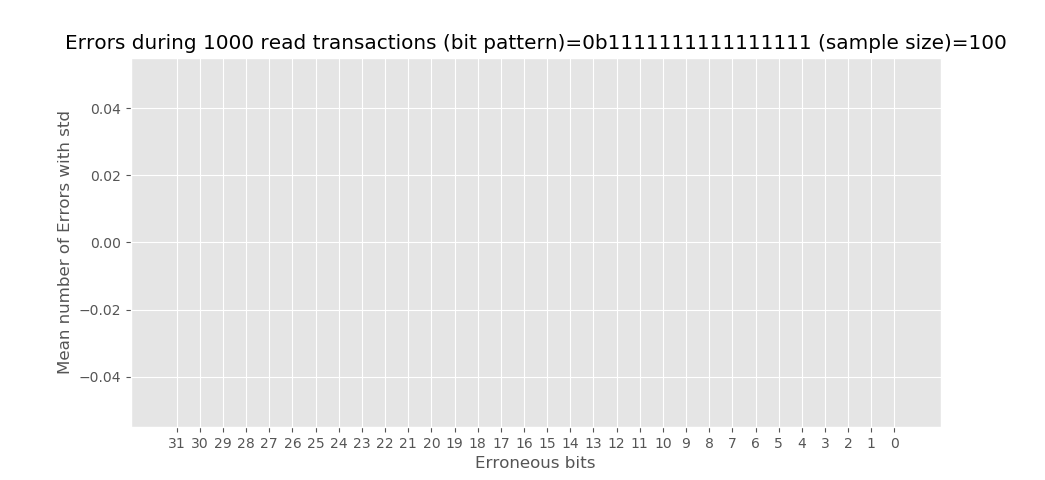 Errors during 1000 read transactions (bit pattern)=0b1111111111111111 (sample size)=100
Mean number of Errors with std
0.04
0.02
0.00
−0.02
−0.04
31 30 29 28 27 26 25 24 23 22 21 20 19 18 17 16 15 14 13 12 11 10 9 8 7 6 5 4 3 2 1 0
Erroneous bits